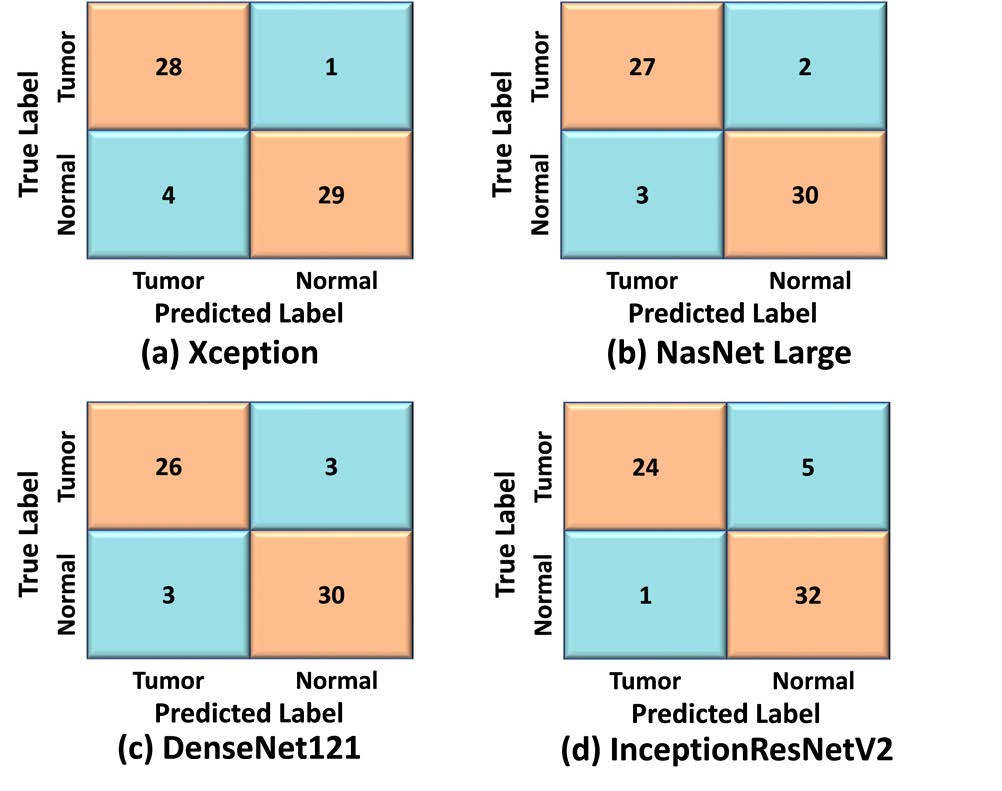 True Label
Tumor
Normal
28
1
4
29
Tumor
Normal
Predicted Label
(a) Xception
True Label
Tumor
Normal
27
2
3
30
Tumor
Normal
Predicted Label
(b) NasNet Large
True Label
Tumor
Normal
26
3
3
30
Tumor
Normal
Predicted Label
(c) DenseNet121
True Label
Tumor
Normal
24
5
1
32
Tumor
Normal
Predicted Label
(d) InceptionResNetV2